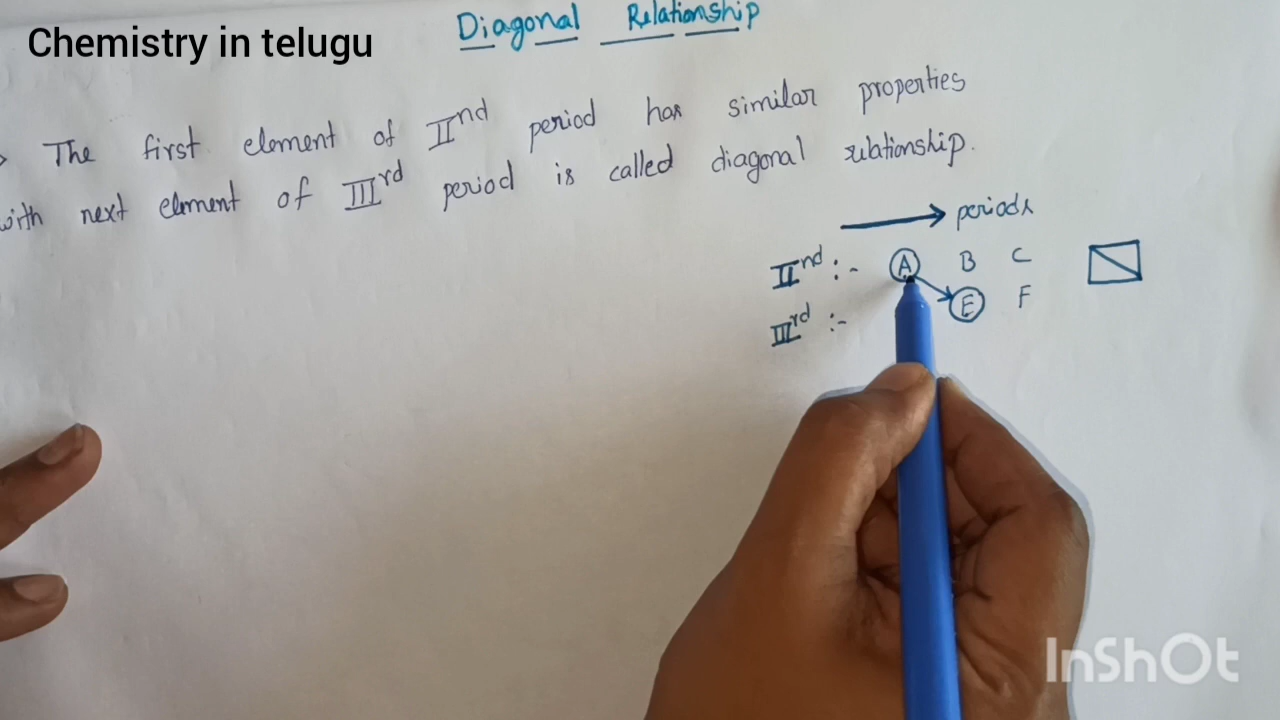 Chemistry in telugu
Diagonal Relationship
The first element of IInd period has similar properties
with next element of IIIrd period is called diagonal relationship.
periods
IInd :- A B C
IIIrd :- E F
InShOt